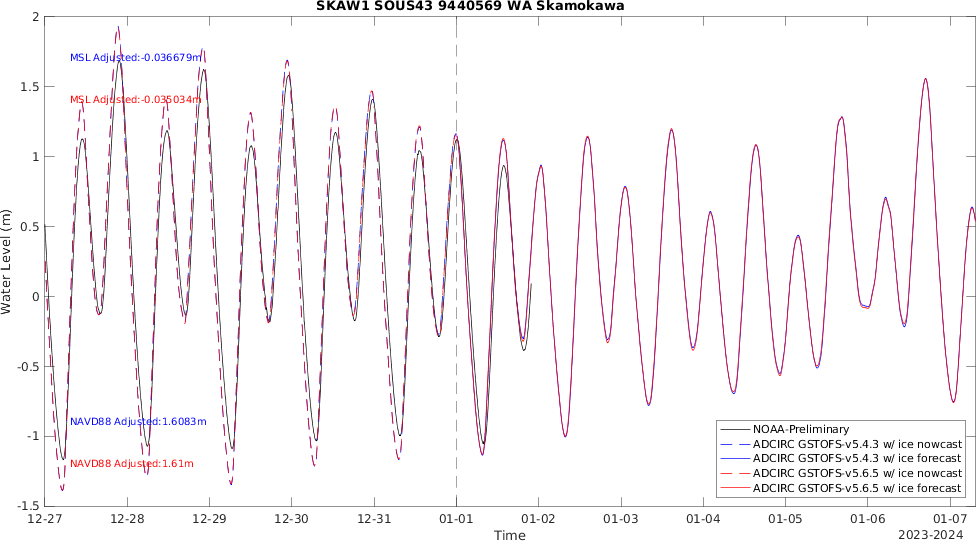 SKAW1 SOUS43 9440569 WA Skamokawa
2
1.5
1
0.5
0
-0.5
-1
-1.5
Water Level (m)
MSL Adjusted:-0.036679m
MSL Adjusted:-0.035034m
NAVD88 Adjusted:1.6083m
NAVD88 Adjusted:1.61m
NOAA-Preliminary
ADCIRC GSTOFS-v5.4.3 w/ ice nowcast
ADCIRC GSTOFS-v5.4.3 w/ ice forecast
ADCIRC GSTOFS-v5.6.5 w/ ice nowcast
ADCIRC GSTOFS-v5.6.5 w/ ice forecast
12-27 12-28 12-29 12-30 12-31 01-01 01-02 01-03 01-04 01-05 01-06 01-07
Time
2023-2024